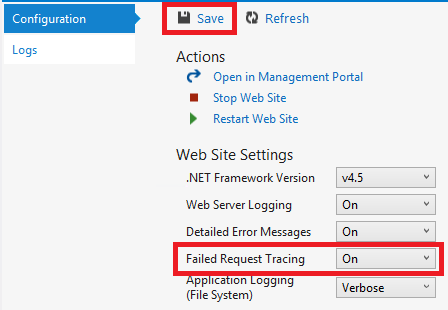 Configuration
Logs
Save Refresh
Actions
Open in Management Portal
Stop Web Site
Restart Web Site
Web Site Settings
.NET Framework Version v4.5
Web Server Logging On
Detailed Error Messages On
Failed Request Tracing On
Application Logging
(File System) Verbose